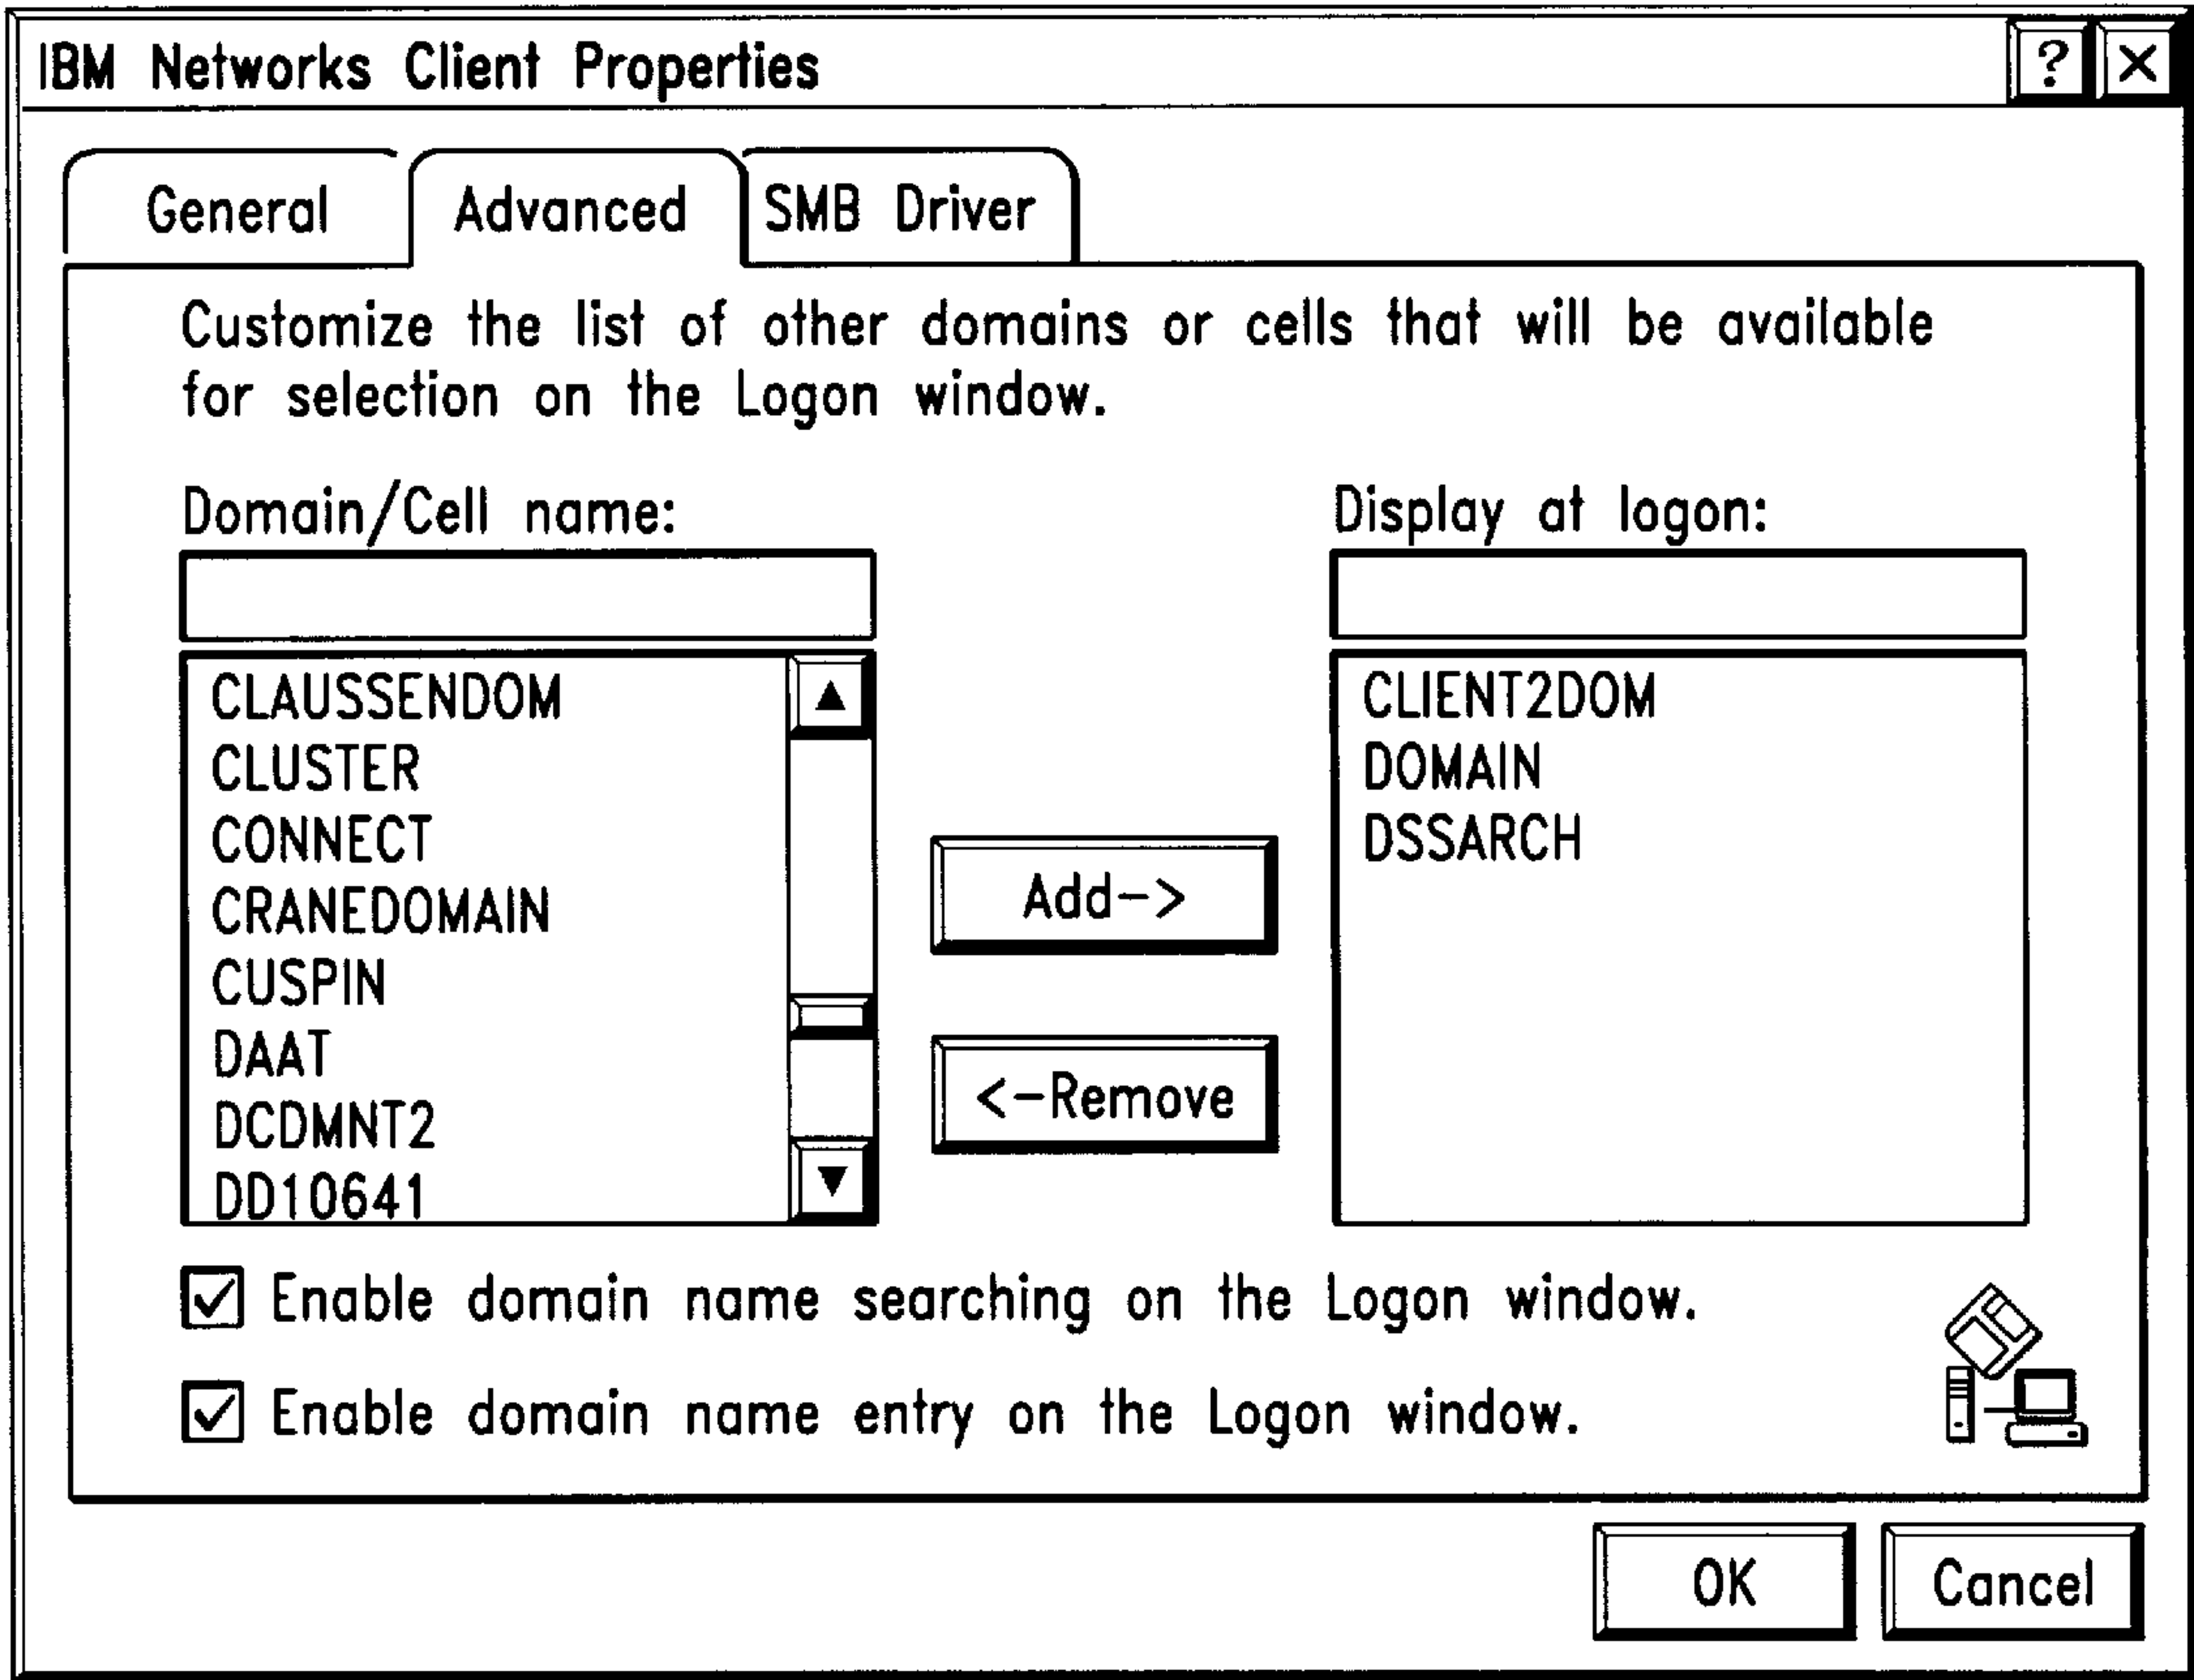 IBM Networks Client Properties
?
X
General
Advanced
SMB Driver
Customize the list of other domains or cells that will be available
for selection on the Logon window.
Domain/Cell name:
CLAUSSENDOM
CLUSTER
CONNECT
CRANEDOMAIN
CUSPIN
DAAT
DCDMNT2
DD10641
Add->
<-Remove
Display at logon:
CLIENT2DOM
DOMAIN
DSSARCH
Enable domain name searching on the Logon window.
Enable domain name entry on the Logon window.
OK
Cancel